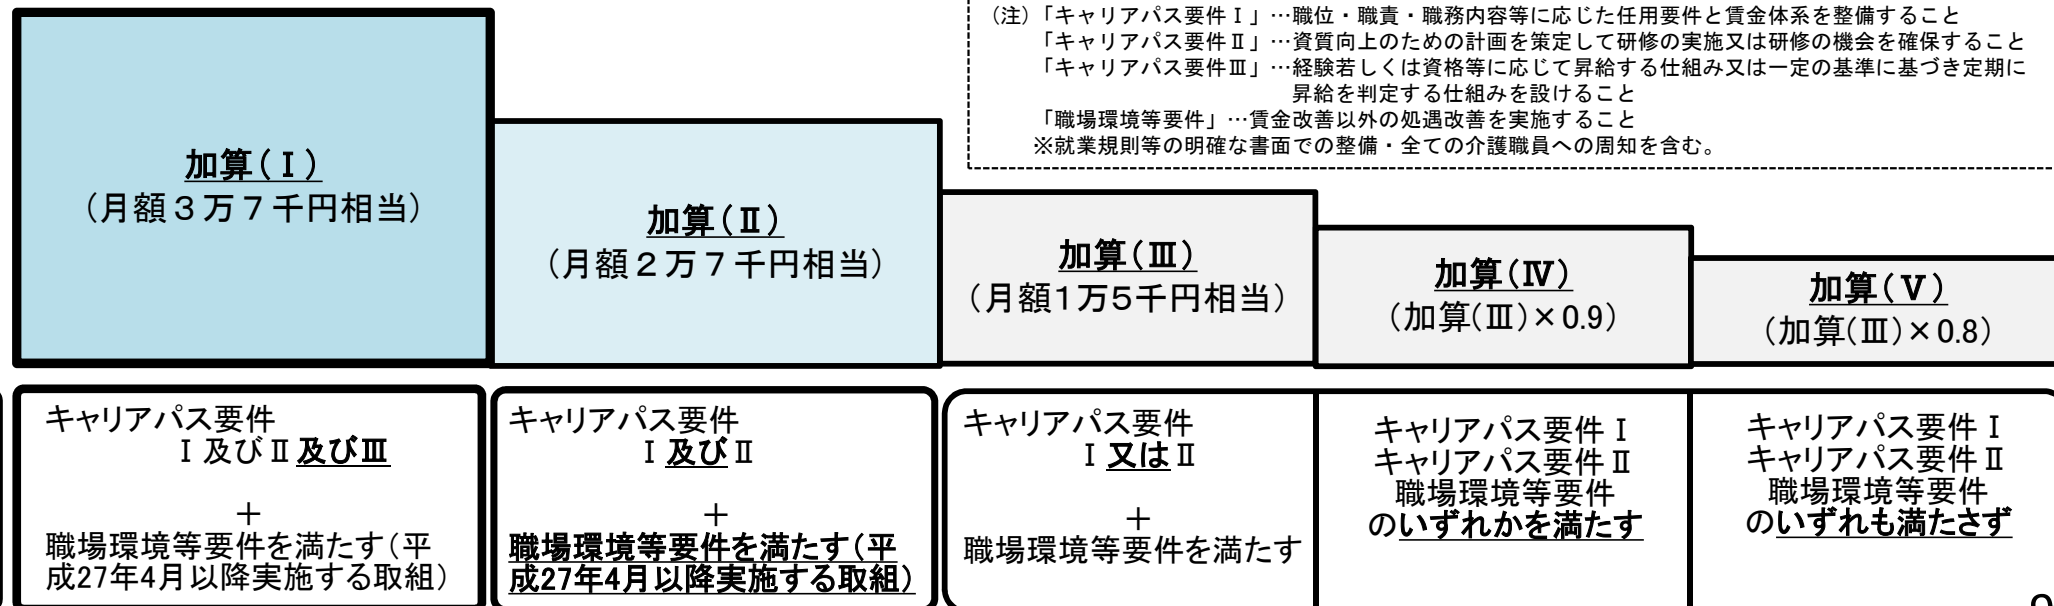 (注)「キャリアパス要件Ⅰ」…職位・職責・職務内容等に応じた任用要件と賃金体系を整備すること
「キャリアパス要件Ⅱ」…資質向上のための計画を策定して研修の実施又は研修の機会を確保すること
「キャリアパス要件Ⅲ」…経験若しくは資格等に応じて昇給する仕組み又は一定の基準に基づき定期に
昇給を判定する仕組みを設けること
「職場環境等要件」…賃金改善以外の処遇改善を実施すること
※就業規則等の明確な書面での整備・全ての介護職員への周知を含む。
加算(Ⅰ)
(月額3万7千円相当)
加算(Ⅱ)
(月額2万7千円相当)
加算(Ⅲ)
(月額1万5千円相当)
加算(Ⅳ)
(加算(Ⅲ)×0.9)
加算(Ⅴ)
(加算(Ⅲ)×0.8)
キャリアパス要件
Ⅰ及びⅡ及びⅢ
+
職場環境等要件を満たす(平
成27年4月以降実施する取組)
キャリアパス要件
Ⅰ及びⅡ
+
職場環境等要件を満たす(平
成27年4月以降実施する取組)
キャリアパス要件
Ⅰ又はⅡ
+
職場環境等要件を満たす
キャリアパス要件Ⅰ
キャリアパス要件Ⅱ
職場環境等要件
のいずれかを満たす
キャリアパス要件Ⅰ
キャリアパス要件Ⅱ
職場環境等要件
のいずれも満たさず